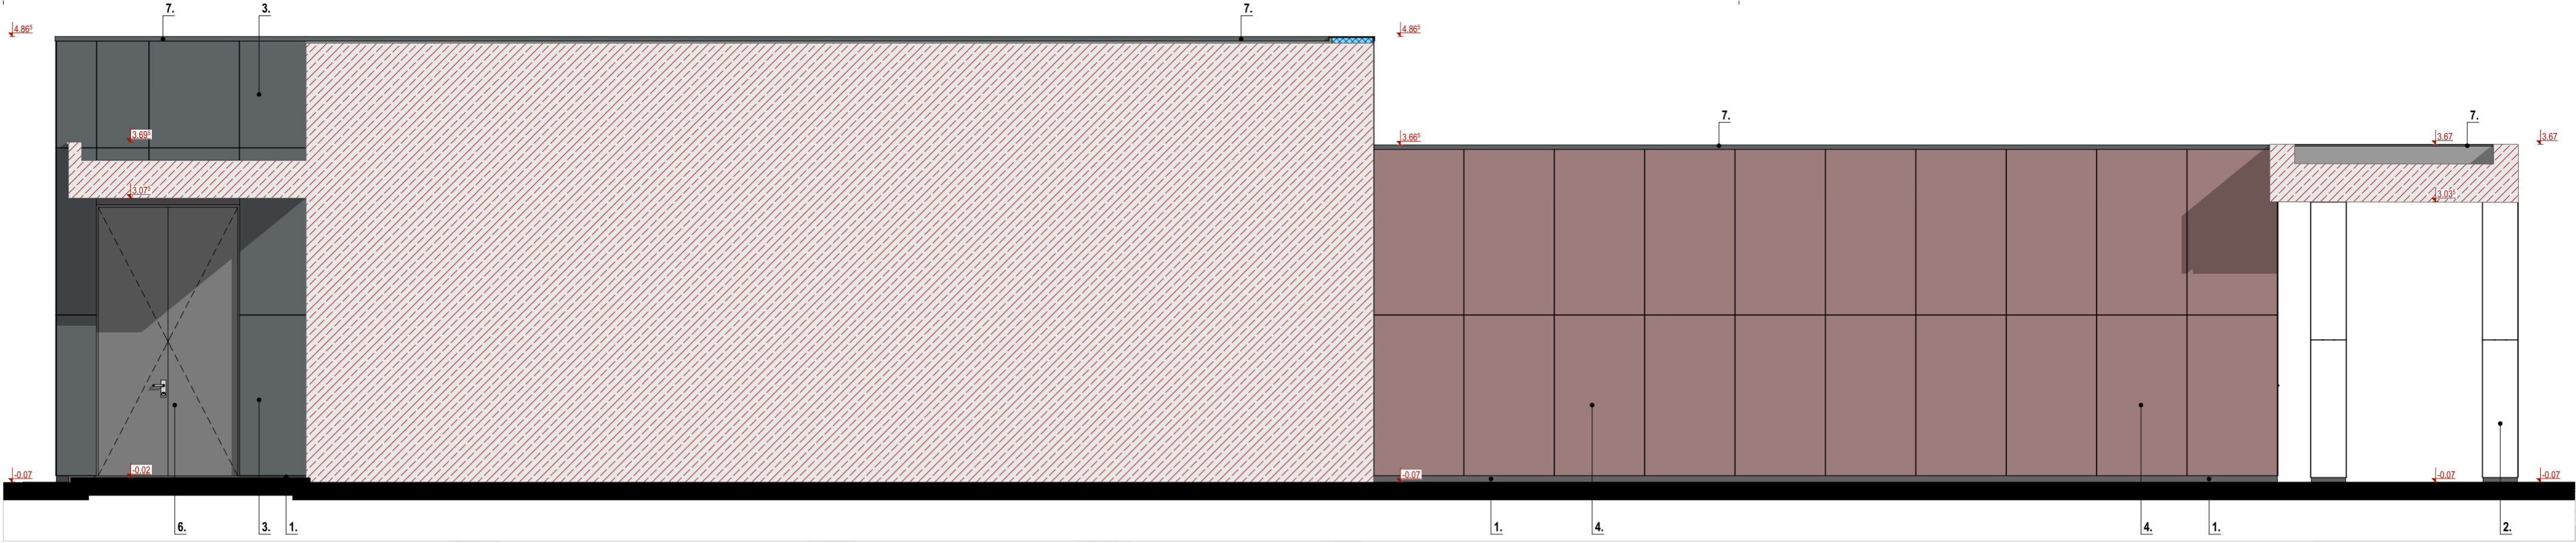 7. 3. 7.
4.86⁵ 4.86⁵
7. 7.
3.69⁵ 3.66⁵ 3.67 3.67
3.07⁵ 3.03⁵
-0.07 -0.02 -0.07 -0.07 -0.07
6. 3. 1. 1. 4. 4. 1. 2.